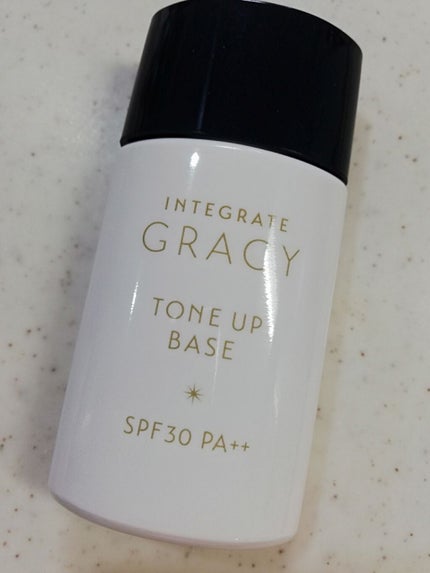 INTEGRATE
GRACY
TONE UP
BASE
SPF30 PA++